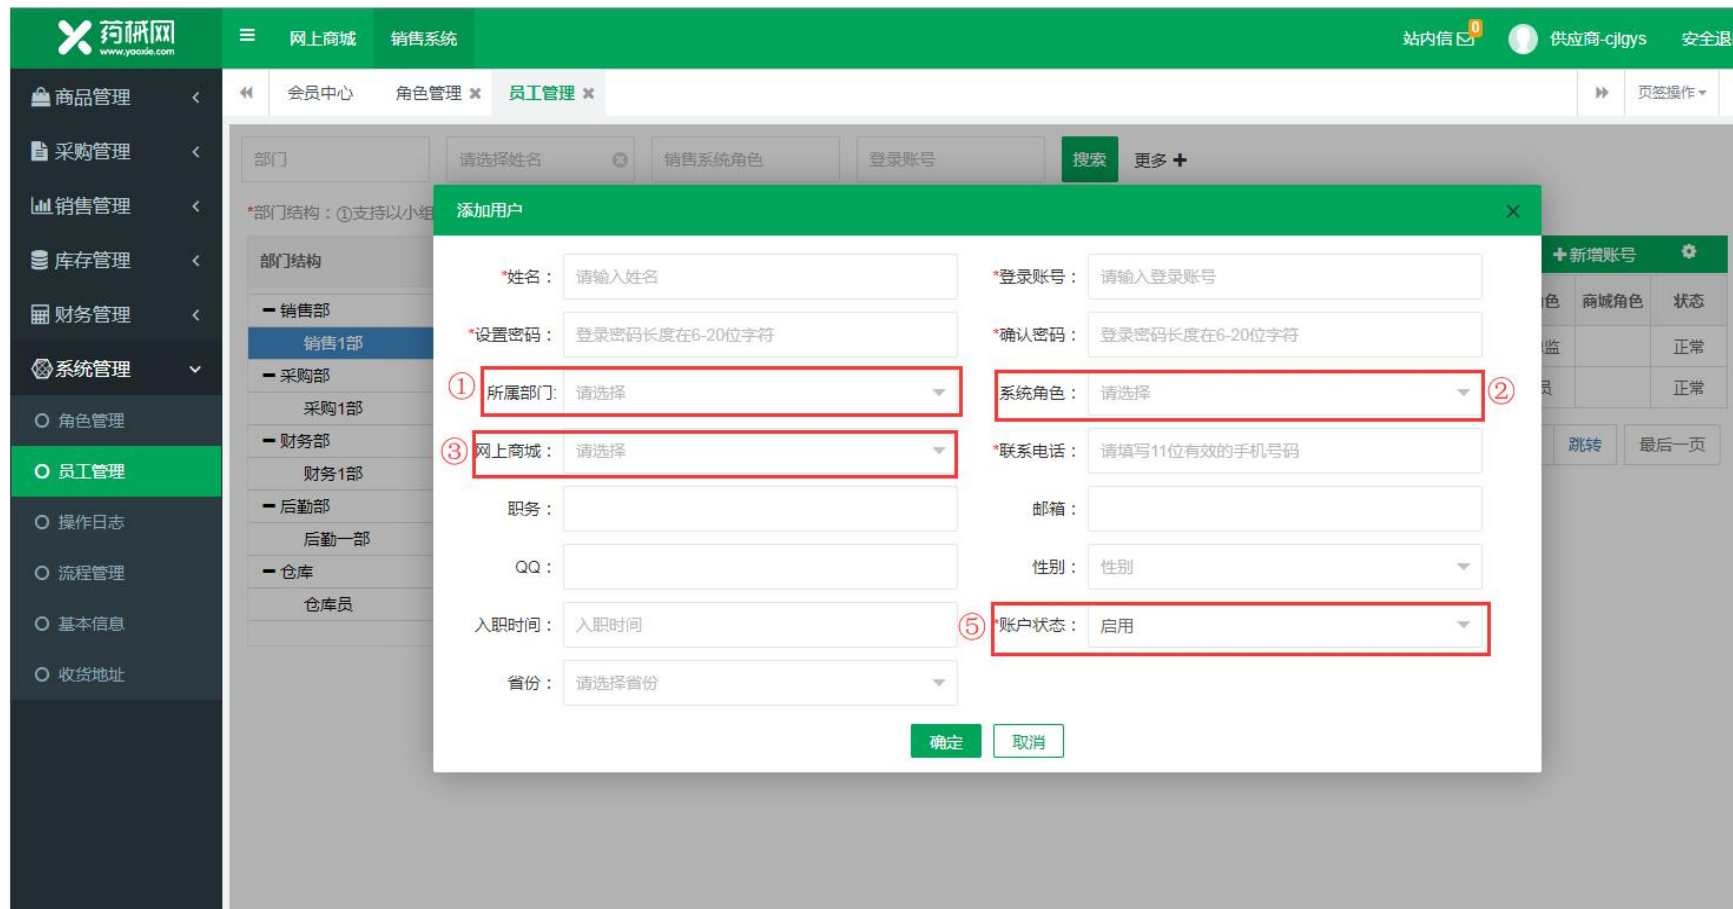 药械网
www.yaoxie.com
网上商城
销售系统
站内信
0
供应商-cjlgys
安全退
商品管理
采购管理
销售管理
库存管理
财务管理
系统管理
角色管理
员工管理
操作日志
流程管理
基本信息
收货地址
会员中心
角色管理
员工管理
页签操作
部门
请选择姓名
销售系统角色
登录账号
搜索
更多
*部门结构：①支持以小组
部门结构
销售部
销售1部
采购部
采购1部
财务部
财务1部
后勤部
后勤一部
仓库
仓库员
新增账号
色
商城角色
状态
监
正常
员
正常
跳转
最后一页
添加用户
*姓名：
请输入姓名
*登录账号：
请输入登录账号
*设置密码：
登录密码长度在6-20位字符
*确认密码：
登录密码长度在6-20位字符
①
所属部门:
请选择
系统角色：
请选择
②
③
网上商城：
请选择
*联系电话：
请填写11位有效的手机号码
职务：
邮箱：
QQ：
性别：
性别
入职时间：
入职时间
⑤
*账户状态：
启用
省份：
请选择省份
确定
取消